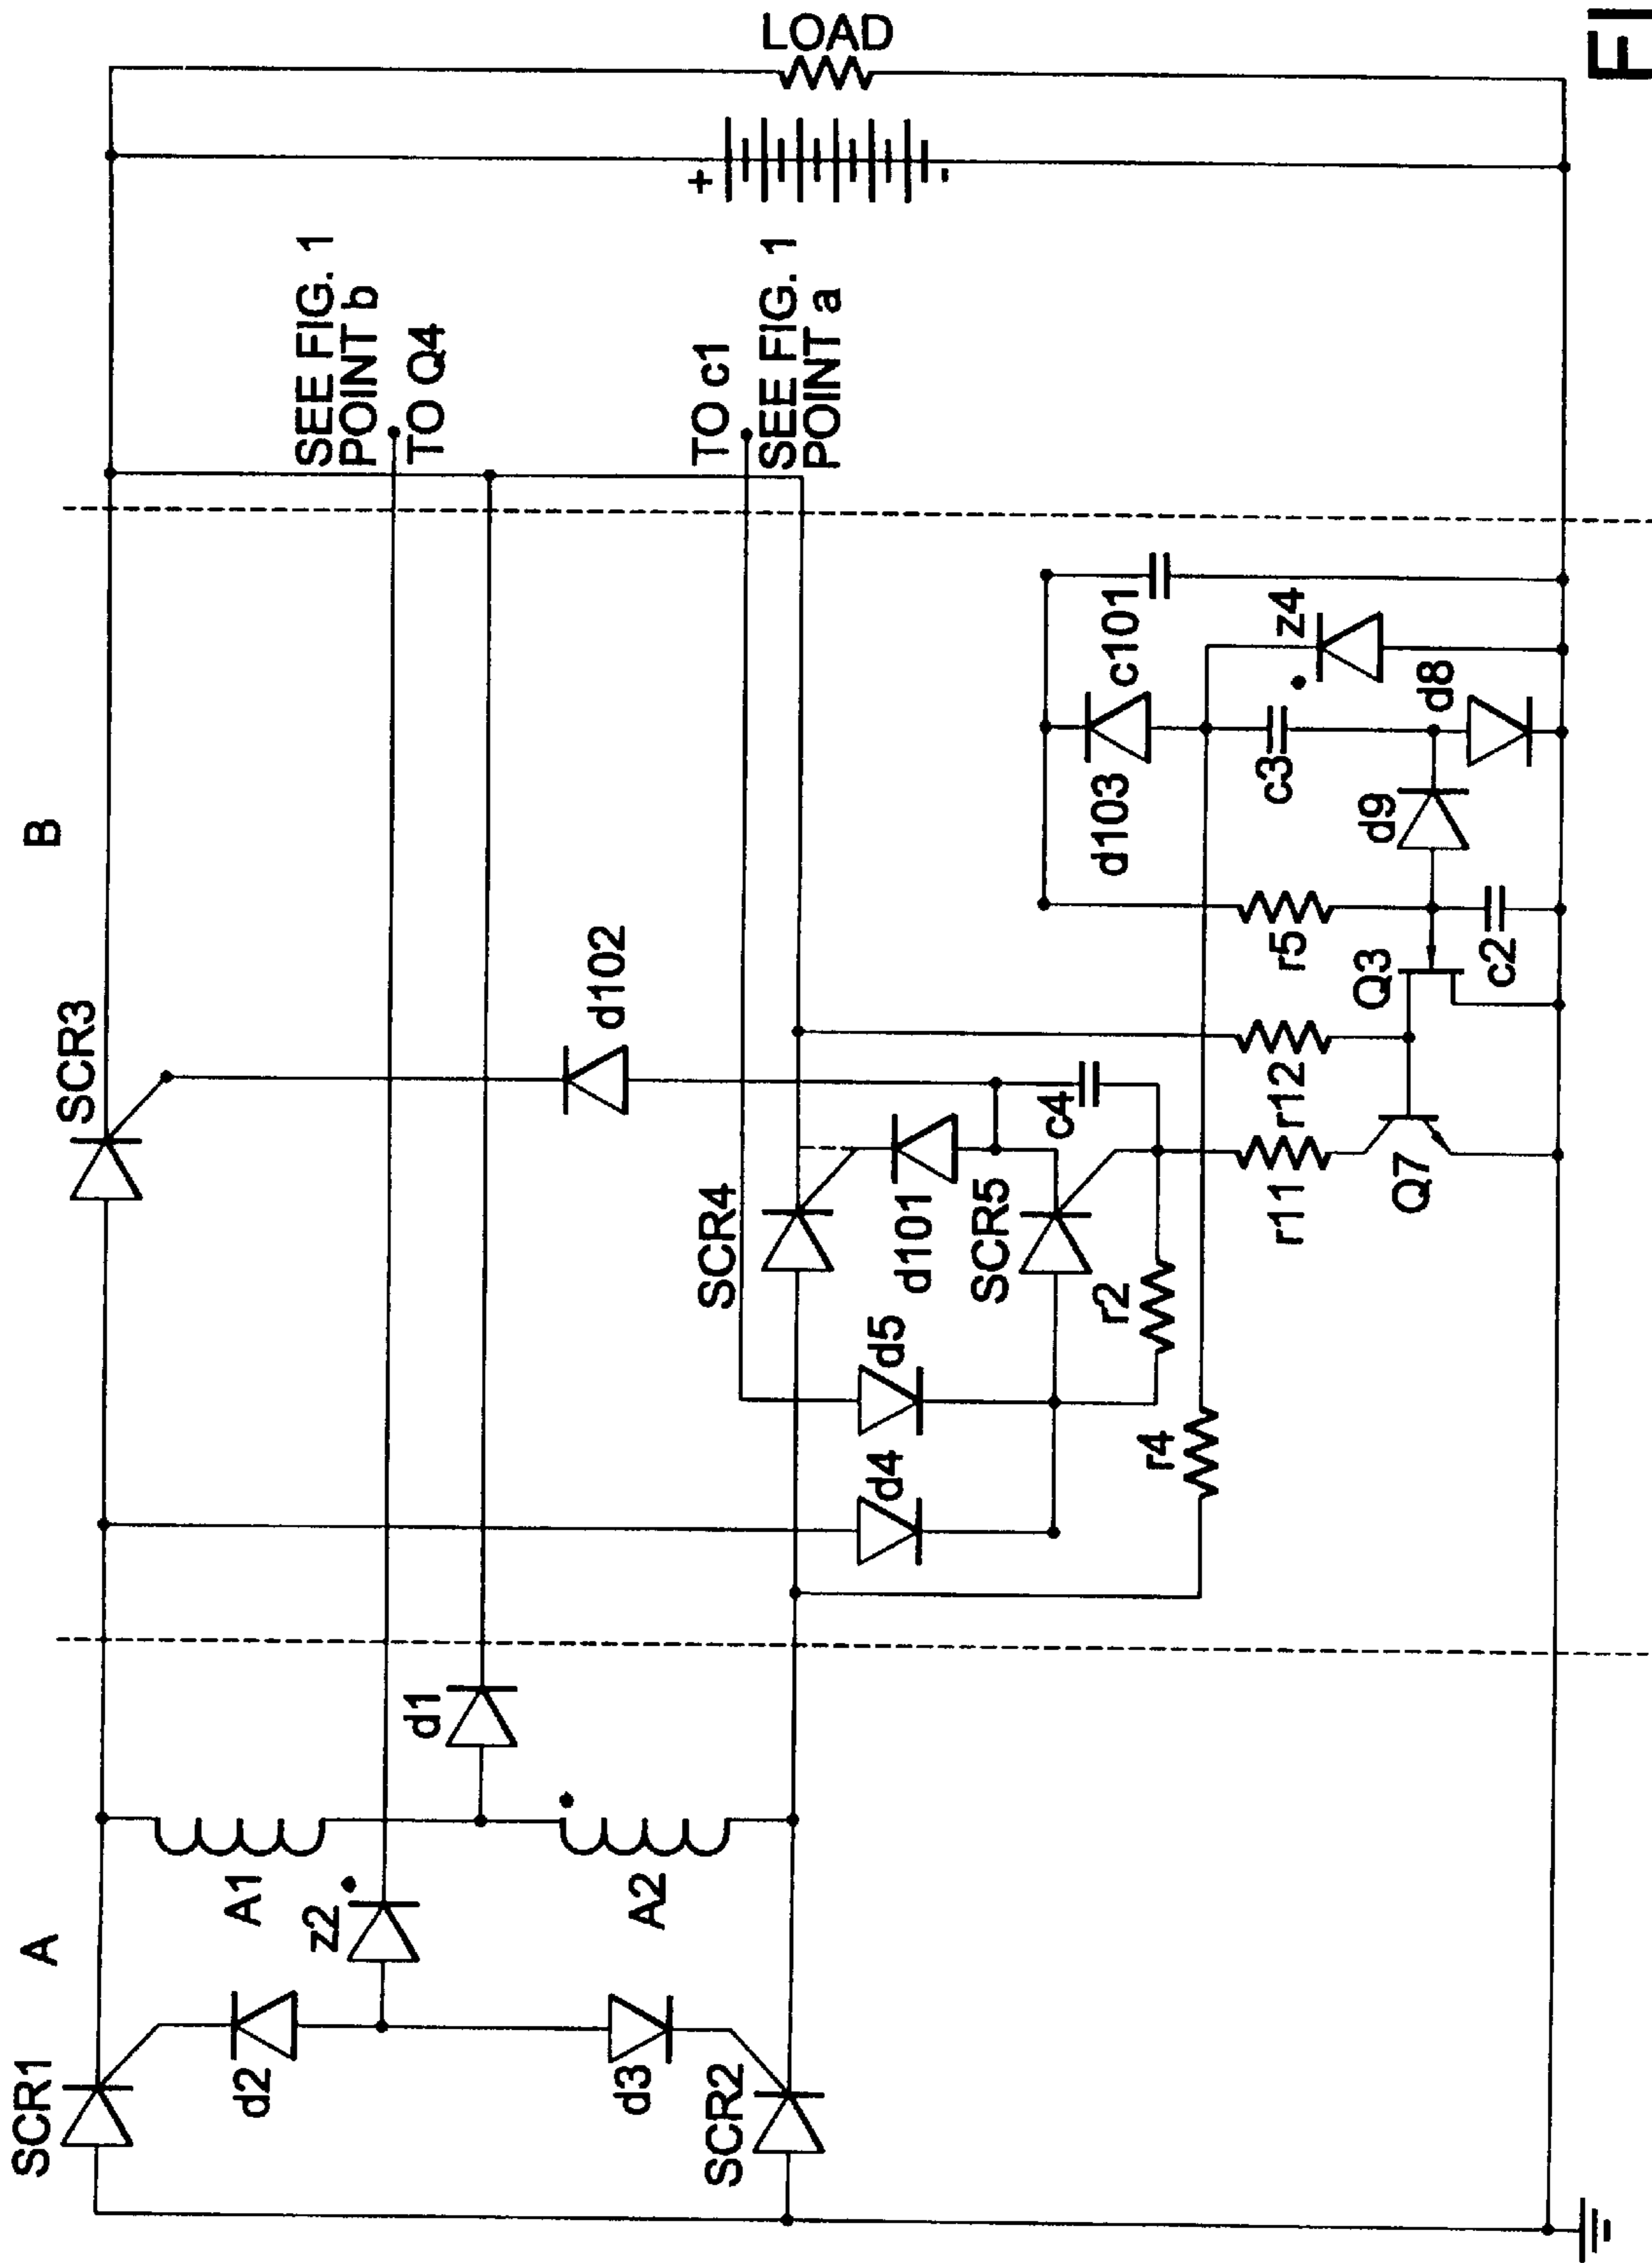 A
B
SCR1
SCR3
d2
A1
z2
d1
SEE FIG. 1
POINT b
TO Q4
d3
A2
SCR2
d102
TO c1
SEE FIG. 1
POINT a
+
-
LOAD
SCR4
d4
d5
d101
SCR5
c4
r2
r4
r11
r12
Q7
Q3
r5
c2
d9
d103
c3
c101
z4
d8